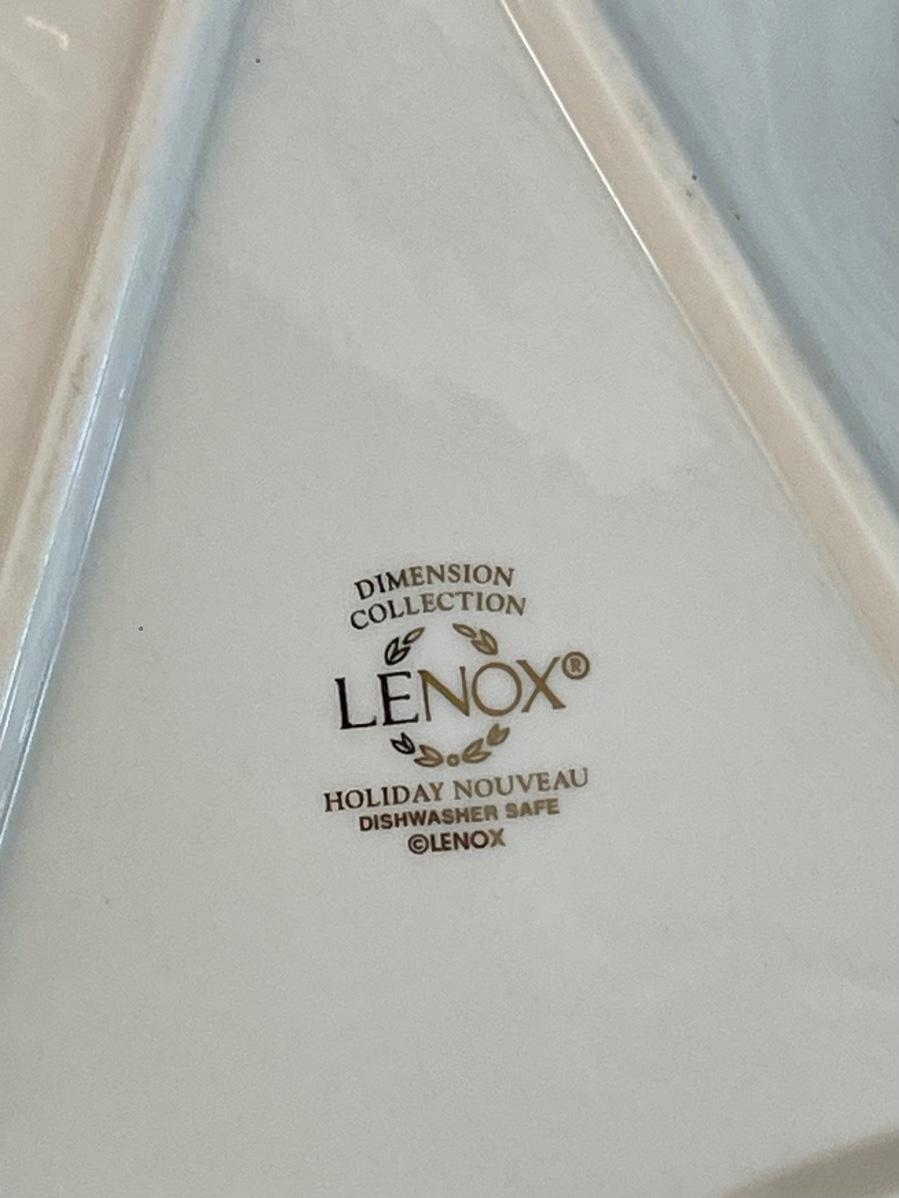 DIMENSION
COLLECTION
LENOX®
HOLIDAY NOUVEAU
DISHWASHER SAFE
©LENOX